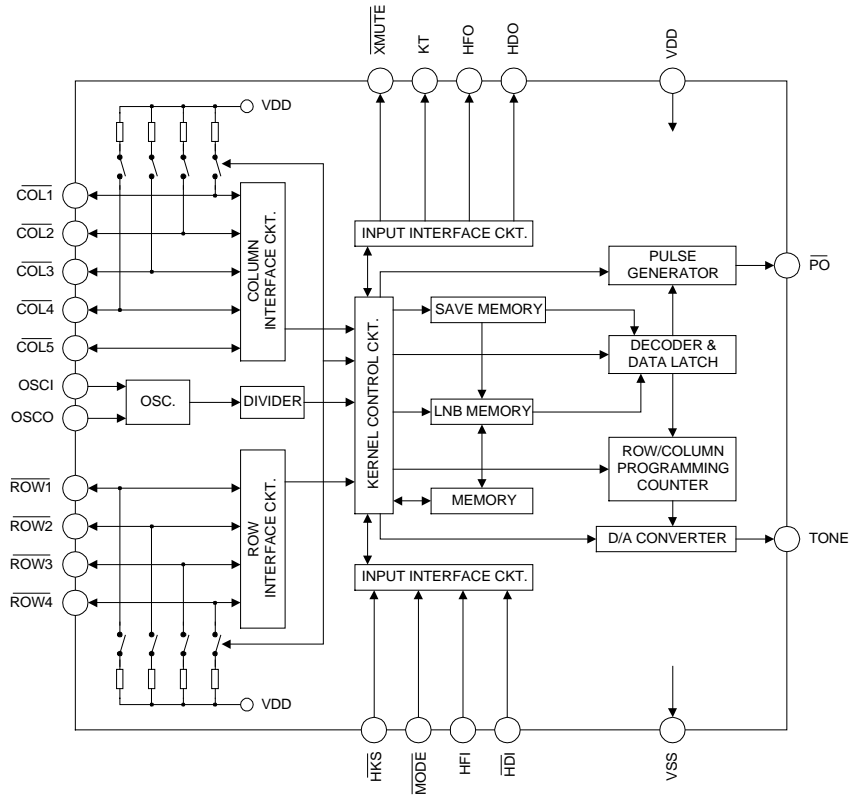 XMUTE
KT
HFO
HDO
VDD
VDD
COL1
COL2
COL3
COL4
COL5
COLUMN
INTERFACE CKT.
INPUT INTERFACE CKT.
PULSE
GENERATOR
PO
SAVE MEMORY
DECODER &
DATA LATCH
OSCI
OSCO
OSC.
DIVIDER
KERNEL CONTROL CKT.
LNB MEMORY
ROW/COLUMN
PROGRAMMING
COUNTER
MEMORY
ROW1
ROW2
ROW3
ROW4
ROW
INTERFACE CKT.
D/A CONVERTER
TONE
INPUT INTERFACE CKT.
VDD
HKS
MODE
HFI
HDI
VSS